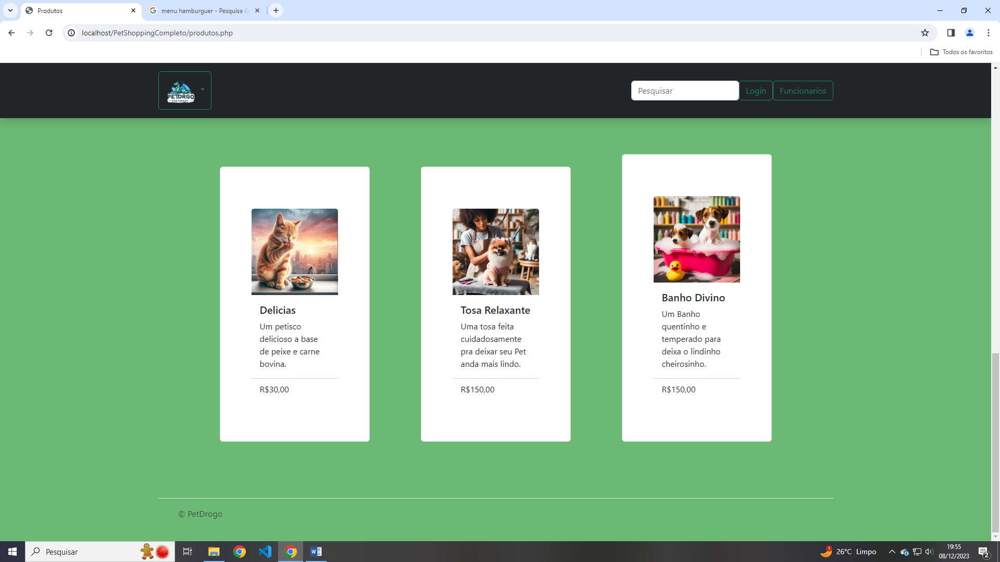 Produtos
menu hamburguer - Pesquisa G
localhost/PetShoppingCompleto/produtos.php
Todos os favoritos
PETDRGO
Pesquisar
Login
Funcionarios
Delicias
Um petisco
delicioso a base
de peixe e carne
bovina.
R$30,00
Tosa Relaxante
Uma tosa feita
cuidadosamente
pra deixar seu Pet
anda mais lindo.
R$150,00
Banho Divino
Um Banho
quentinho e
temperado para
deixa o lindinho
cheirosinho.
R$150,00
© PetDrogo
Pesquisar
1
26°C Limpo
19:55
08/12/2023
2